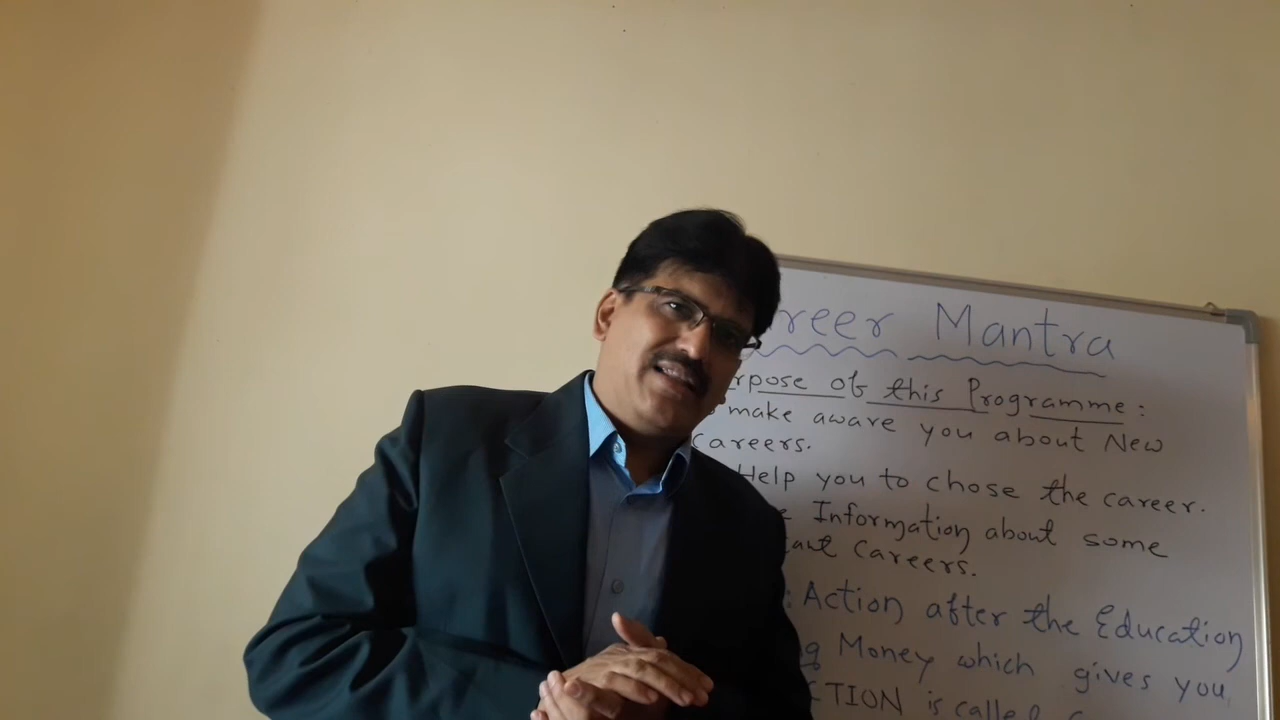 reer Mantra
rpose of this Programme:
make aware you about New
careers.
Help you to chose the career.
Information about some
Careers.
: Action after the Education
Money which gives you
CTION is called